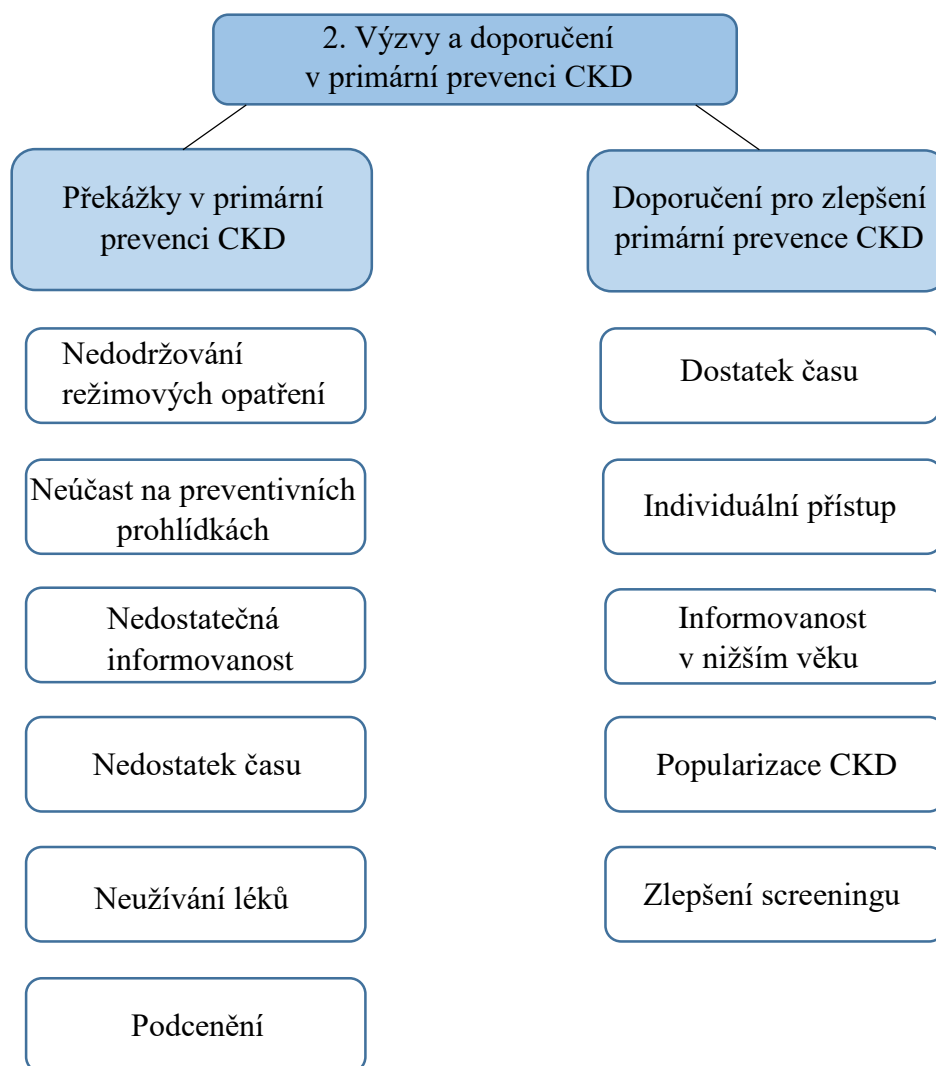 2. Výzvy a doporučení
v primární prevenci CKD
Překážky v primární
prevenci CKD
Nedodržování
režimových opatření
Neúčast na preventivních
prohlídkách
Nedostatečná
informovanost
Nedostatek času
Neužívání léků
Podcenění
Doporučení pro zlepšení
primární prevence CKD
Dostatek času
Individuální přístup
Informovanost
v nižším věku
Popularizace CKD
Zlepšení screeningu